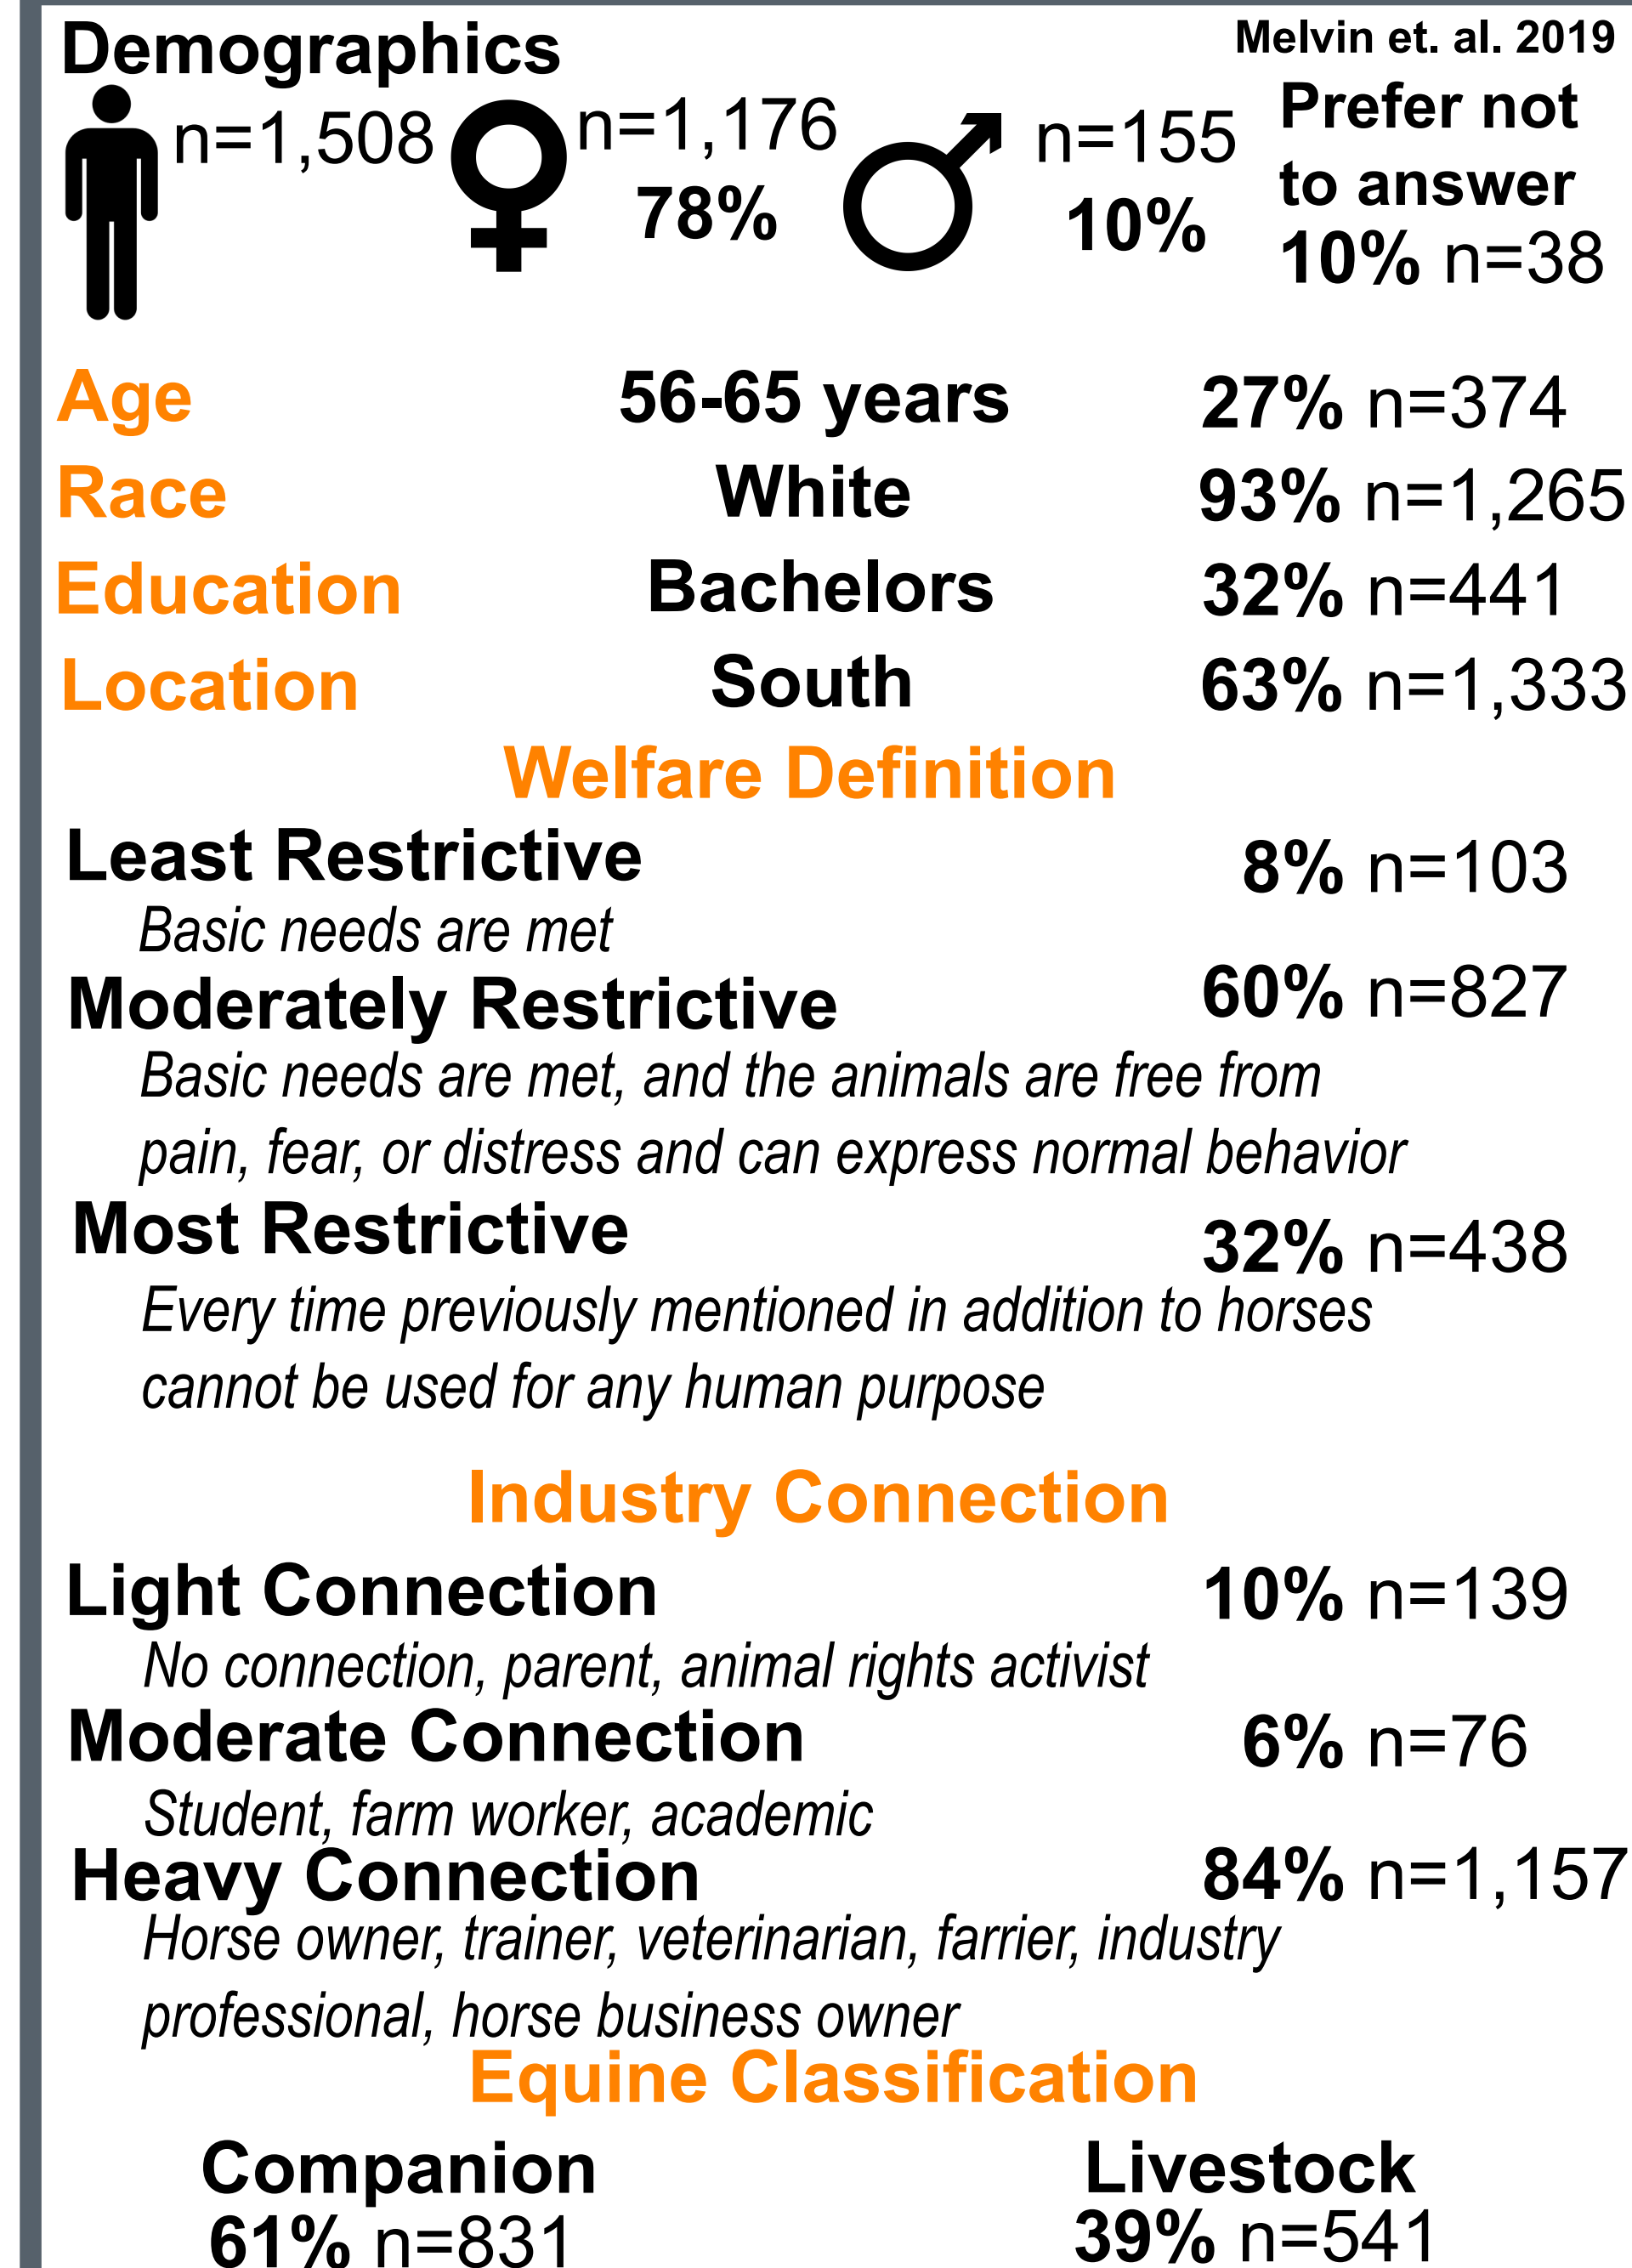 Demographics
Melvin et. al. 2019
n=1,508
n=1,176
78%
n=155
10%
Prefer not
to answer
10% n=38
Age 56-65 years 27% n=374
Race White 93% n=1,265
Education Bachelors 32% n=441
Location South 63% n=1,333
Welfare Definition
Least Restrictive 8% n=103
Basic needs are met
Moderately Restrictive 60% n=827
Basic needs are met, and the animals are free from
pain, fear, or distress and can express normal behavior
Most Restrictive 32% n=438
Every time previously mentioned in addition to horses
cannot be used for any human purpose
Industry Connection
Light Connection 10% n=139
No connection, parent, animal rights activist
Moderate Connection 6% n=76
Student, farm worker, academic
Heavy Connection 84% n=1,157
Horse owner, trainer, veterinarian, farrier, industry
professional, horse business owner
Equine Classification
Companion Livestock
61% n=831 39% n=541